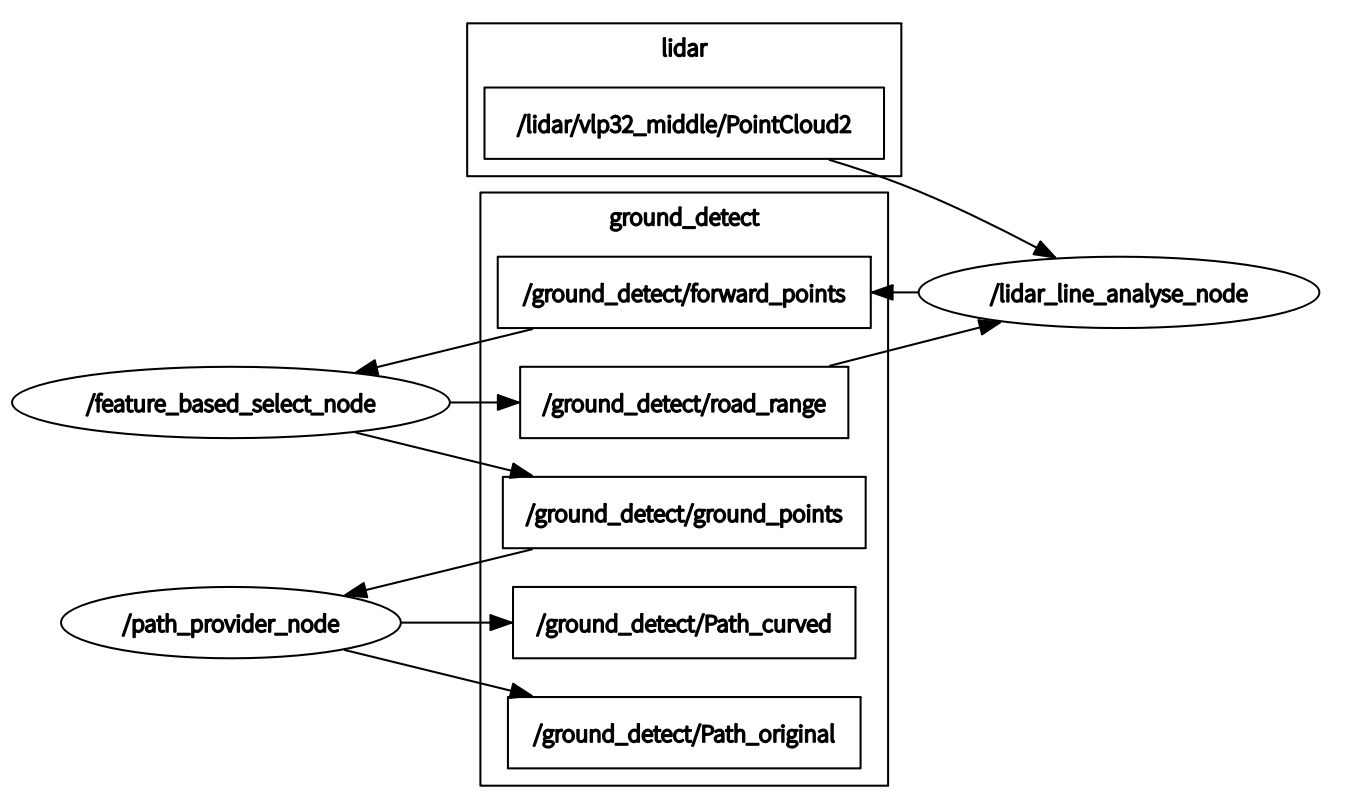 lidar
/lidar/vlp32_middle/PointCloud2
ground_detect
/ground_detect/forward_points
/lidar_line_analyse_node
/feature_based_select_node
/ground_detect/road_range
/ground_detect/ground_points
/path_provider_node
/ground_detect/Path_curved
/ground_detect/Path_original